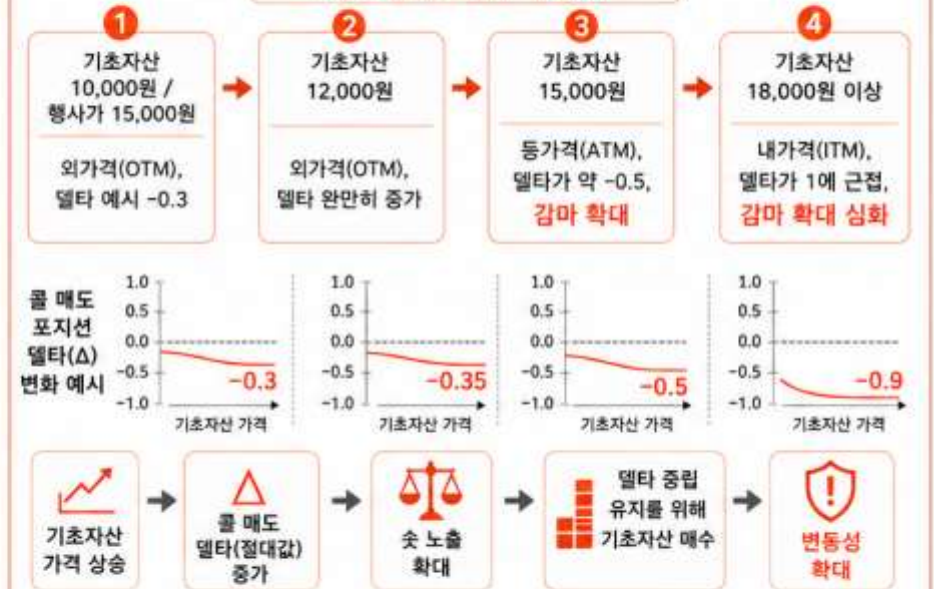 1
기초자산
10,000원 /
행사가 15,000원
외가격(OTM),
델타 예시 -0.3
2
기초자산
12,000원
외가격(OTM),
델타 완만히 증가
3
기초자산
15,000원
등가격(ATM),
델타가 약 -0.5,
감마 확대
4
기초자산
18,000원 이상
내가격(ITM),
델타가 1에 근접,
감마 확대 심화
콜 매도
포지션
델타(Δ)
변화 예시
1.0
0.5
0.0
-0.5
-1.0
-0.3
기초자산 가격
1.0
0.5
0.0
-0.5
-1.0
-0.35
기초자산 가격
1.0
0.5
0.0
-0.5
-1.0
-0.5
기초자산 가격
1.0
0.5
0.0
-0.5
-1.0
-0.9
기초자산 가격
기초자산
가격 상승
콜 매도
델타(절대값)
증가
숏 노출
확대
델타 중립
유지를 위해
기초자산 매수
변동성
확대